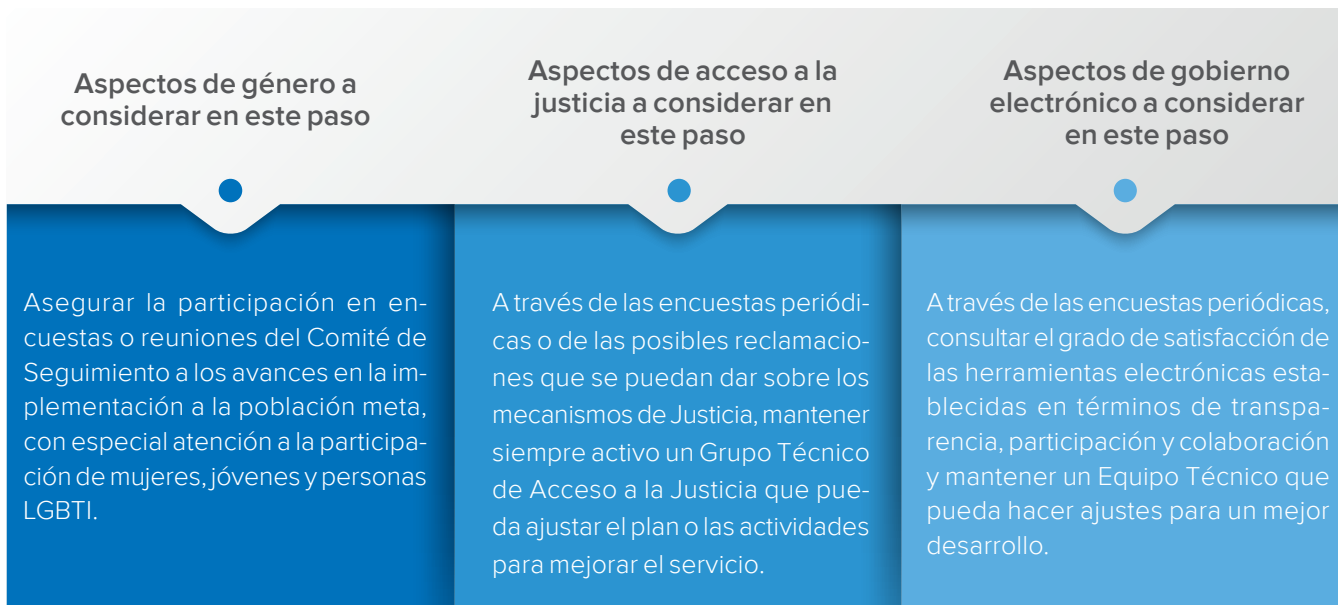 Aspectos de género a
considerar en este paso
Asegurar la participación en en-
cuestas o reuniones del Comité de
Seguimiento a los avances en la im-
plementación a la población meta,
con especial atención a la participa-
ción de mujeres, jóvenes y personas
LGBTI.
Aspectos de acceso a la
justicia a considerar en
este paso
A través de las encuestas periódi-
cas o de las posibles reclamacio-
nes que se puedan dar sobre los
mecanismos de Justicia, mantener
siempre activo un Grupo Técnico
de Acceso a la Justicia que pue-
da ajustar el plan o las actividades
para mejorar el servicio.
Aspectos de gobierno
electrónico a considerar
en este paso
A través de las encuestas periódicas,
consultar el grado de satisfacción de
las herramientas electrónicas esta-
blecidas en términos de transpa-
rencia, participación y colaboración
y mantener un Equipo Técnico que
pueda hacer ajustes para un mejor
desarrollo.